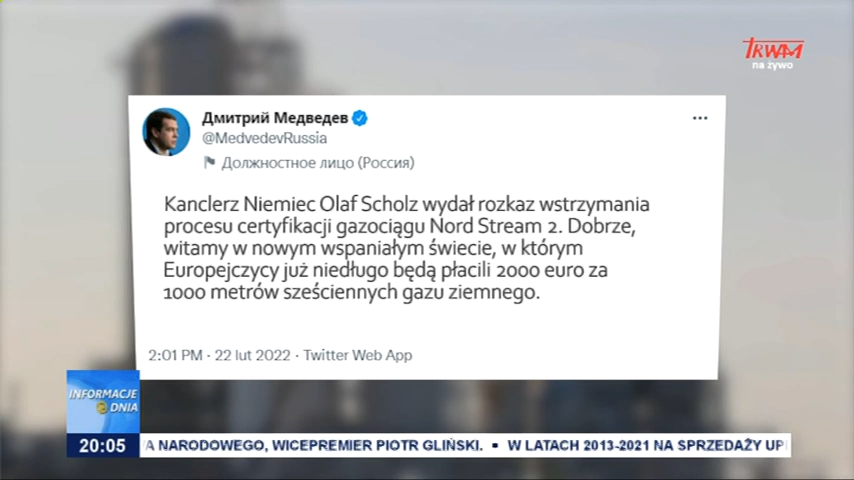 TRWAM
na żywo
Дмитрий Медведев
@MedvedevRussia
Должностное лицо (Россия)
Kanclerz Niemiec Olaf Scholz wydał rozkaz wstrzymania
procesu certyfikacji gazociągu Nord Stream 2. Dobrze,
witamy w nowym wspaniałym świecie, w którym
Europejczycy już niedługo będą płacili 2000 euro za
1000 metrów sześciennych gazu ziemnego.
2:01 PM · 22 lut 2022 · Twitter Web App
INFORMACJE
DNIA
20:05
NARODOWEGO, WICEPREMIER PIOTR GLIŃSKI. ▪ W LATACH 2013-2021 NA SPRZEDAŻY